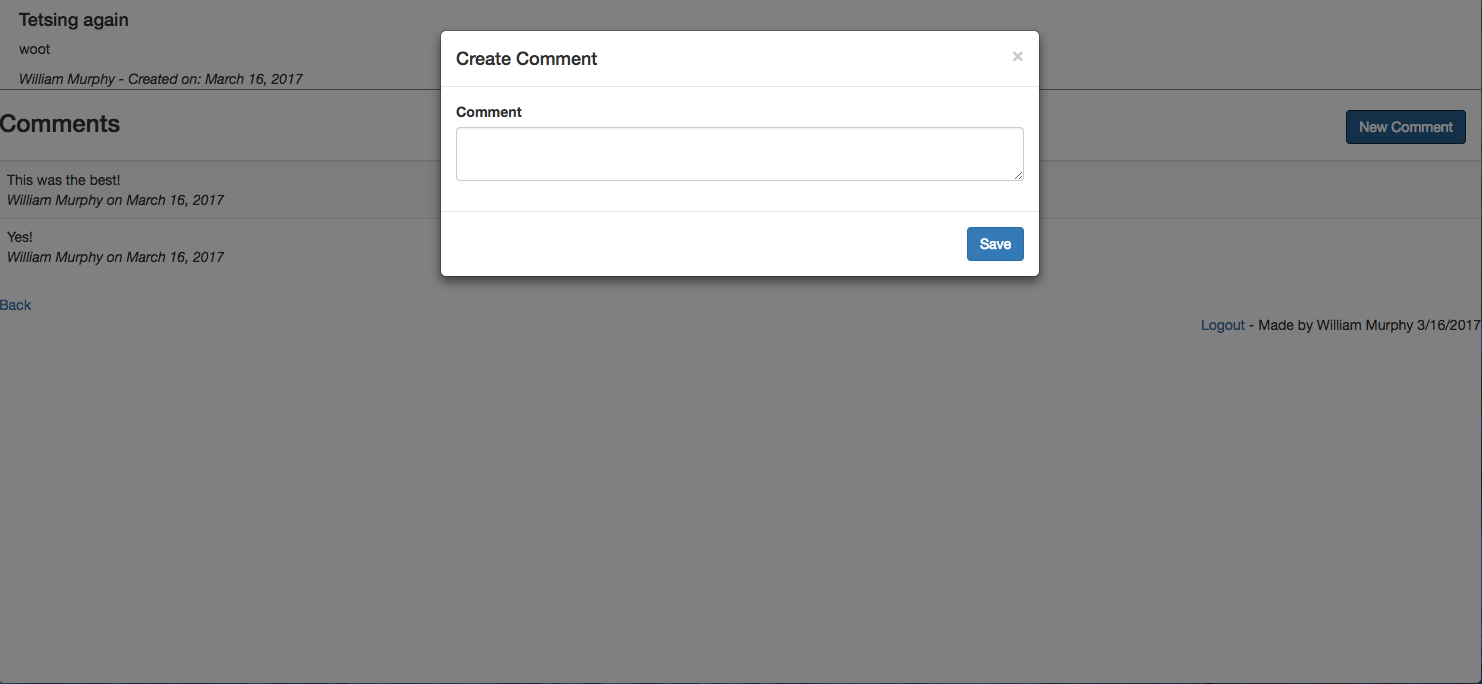 Tetsing again
woot
William Murphy - Created on: March 16, 2017
Comments
New Comment
This was the best!
William Murphy on March 16, 2017
Yes!
William Murphy on March 16, 2017
Back
Logout - Made by William Murphy 3/16/2017
Create Comment ×
Comment
Save